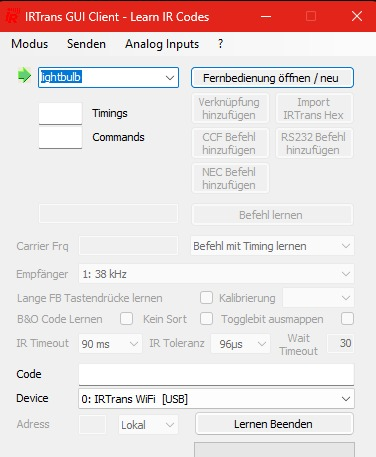 IRTrans GUI Client - Learn IR Codes
Modus Senden Analog Inputs ?
lightbulb
Fernbedienung öffnen / neu
Timings
Verknüpfung hinzufügen
Import IRTrans Hex
Commands
CCF Befehl hinzufügen
RS232 Befehl hinzufügen
NEC Befehl hinzufügen
Befehl lernen
Carrier Frq
Befehl mit Timing lernen
Empfänger 1: 38 kHz
Lange FB Tastendrücke lernen Kalibrierung
B&O Code Lernen Kein Sort Togglebit ausmappen
IR Timeout 90 ms IR Toleranz 96µs Wait Timeout 30
Code
Device 0: IRTrans WiFi [USB]
Adress Lokal Lernen Beenden